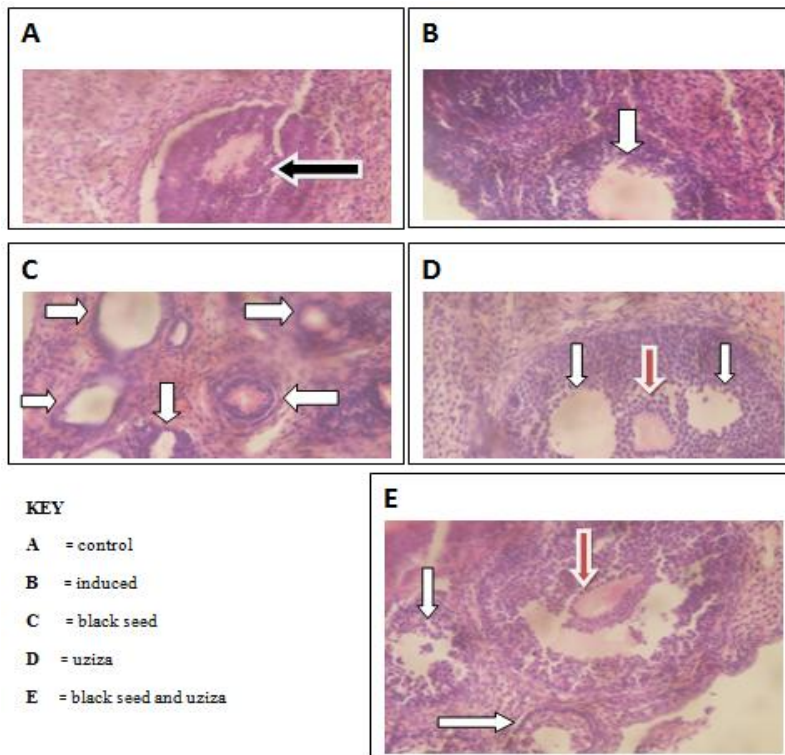 A
B
C
D
E
KEY
A = control
B = induced
C = black seed
D = uziza
E = black seed and uziza